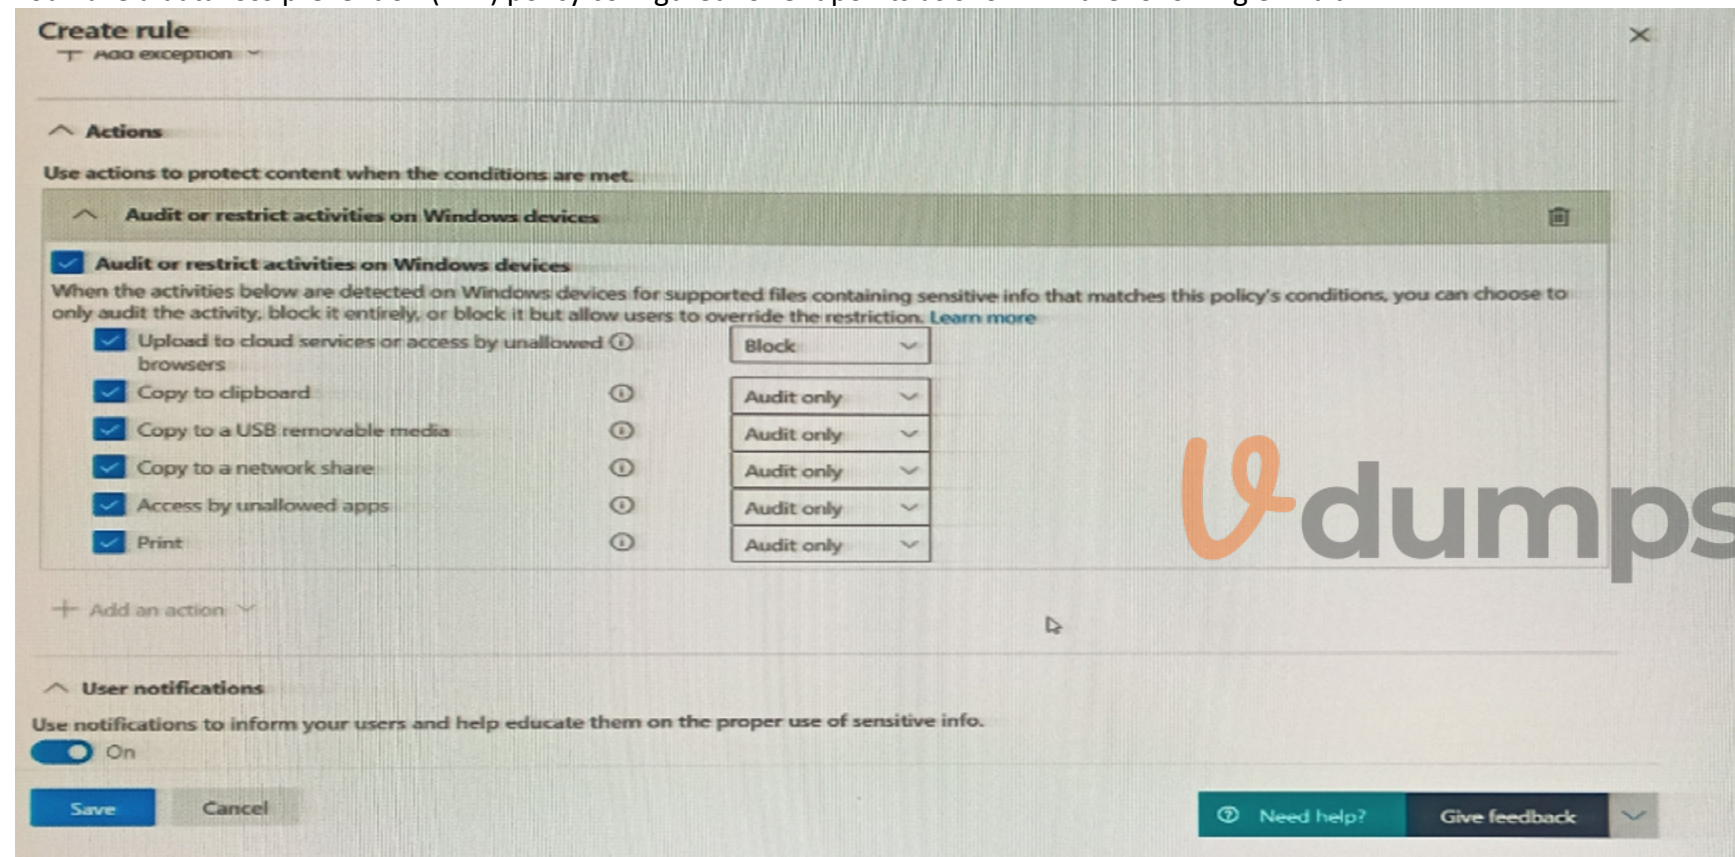 Create rule
Add exception
Actions
Use actions to protect content when the conditions are met.
Audit or restrict activities on Windows devices
Audit or restrict activities on Windows devices
When the activities below are detected on Windows devices for supported files containing sensitive info that matches this policy's conditions, you can choose to
only audit the activity, block it entirely, or block it but allow users to override the restriction. Learn more
Upload to cloud services or access by unallowed Block
browsers
Copy to clipboard Audit only
Copy to a USB removable media Audit only
Copy to a network share Audit only
Access by unallowed apps Audit only
Print Audit only
Vdumps
Add an action
User notifications
Use notifications to inform your users and help educate them on the proper use of sensitive info.
On
Save Cancel Need help? Give feedback